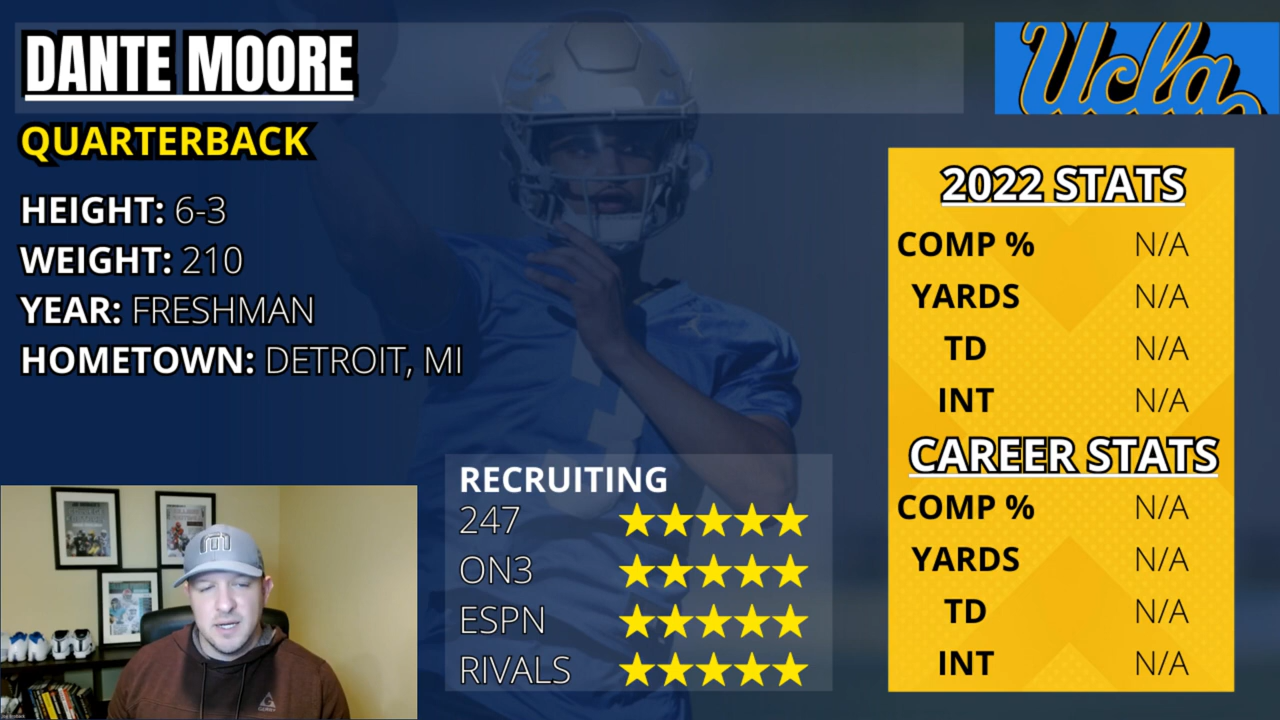 DANTE MOORE
Ucla
QUARTERBACK
HEIGHT: 6-3
WEIGHT: 210
YEAR: FRESHMAN
HOMETOWN: DETROIT, MI
RECRUITING
247 ★★★★★
ON3 ★★★★★
ESPN ★★★★★
RIVALS ★★★★★
2022 STATS
COMP % N/A
YARDS N/A
TD N/A
INT N/A
CAREER STATS
COMP % N/A
YARDS N/A
TD N/A
INT N/A